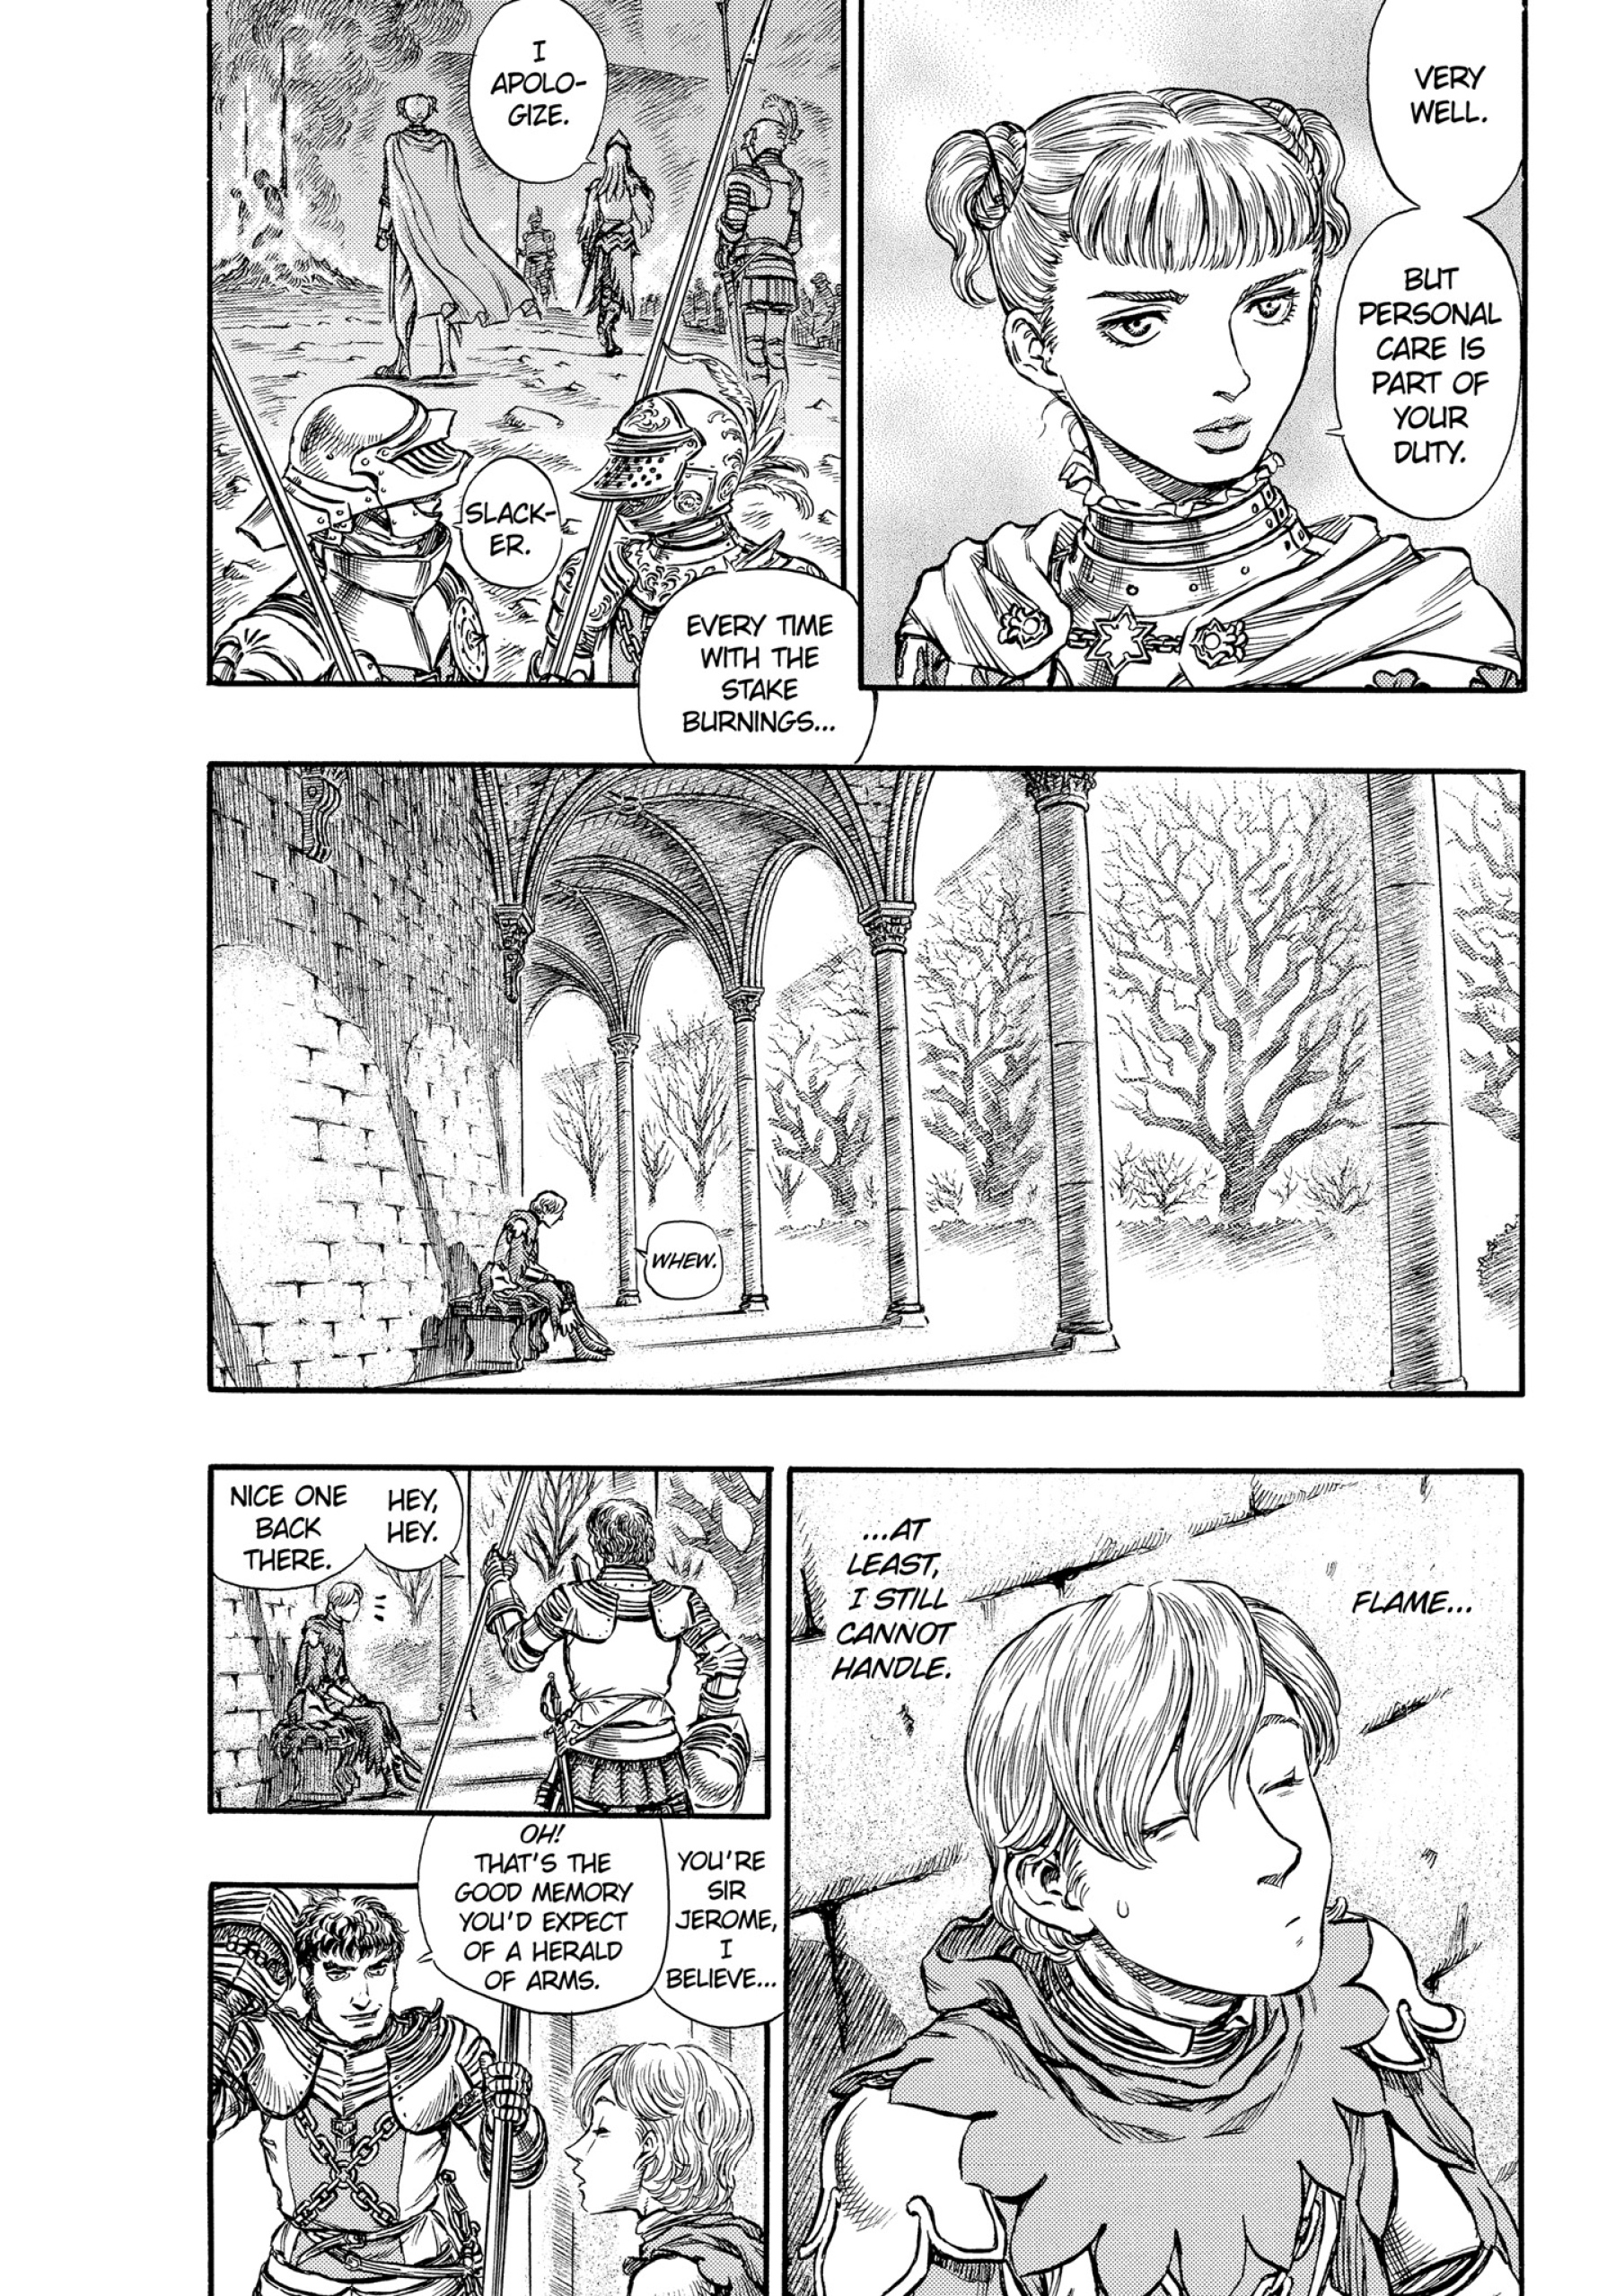 VERY
WELL.
BUT
PERSONAL
CARE IS
PART OF
YOUR
DUTY.
I
APOLO-
GIZE.
SLACK-
ER.
EVERY TIME
WITH THE
STAKE
BURNINGS...
WHEW.
FLAME...
...AT
LEAST,
I STILL
CANNOT
HANDLE.
HEY,
HEY.
NICE ONE
BACK
THERE.
YOU'RE
SIR
JEROME,
I
BELIEVE...
OH!
THAT'S THE
GOOD MEMORY
YOU'D EXPECT
OF A HERALD
OF ARMS.